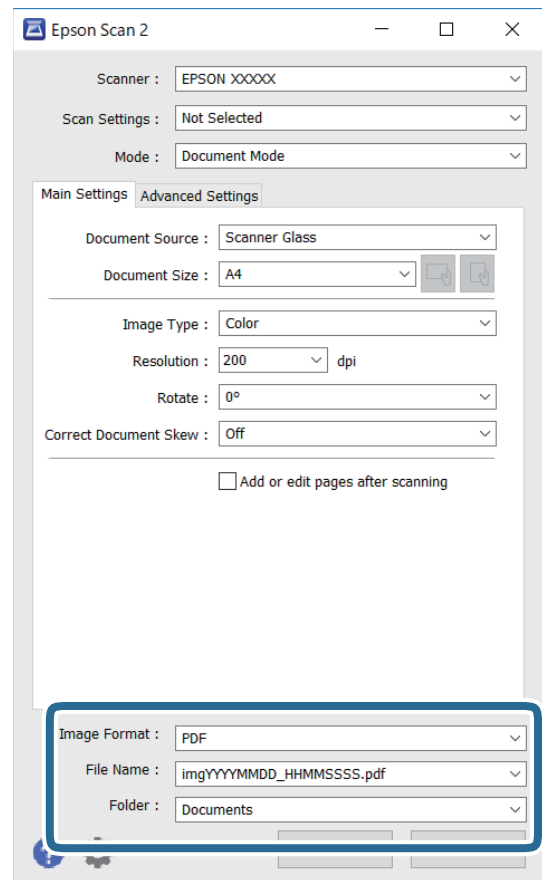 Epson Scan 2
Scanner : EPSON XXXXX
Scan Settings : Not Selected
Mode : Document Mode
Main Settings Advanced Settings
Document Source : Scanner Glass
Document Size : A4
Image Type : Color
Resolution : 200 dpi
Rotate : 0°
Correct Document Skew : Off
Add or edit pages after scanning
Image Format : PDF
File Name : imgYYYYMMDD_HHMMSSSS.pdf
Folder : Documents